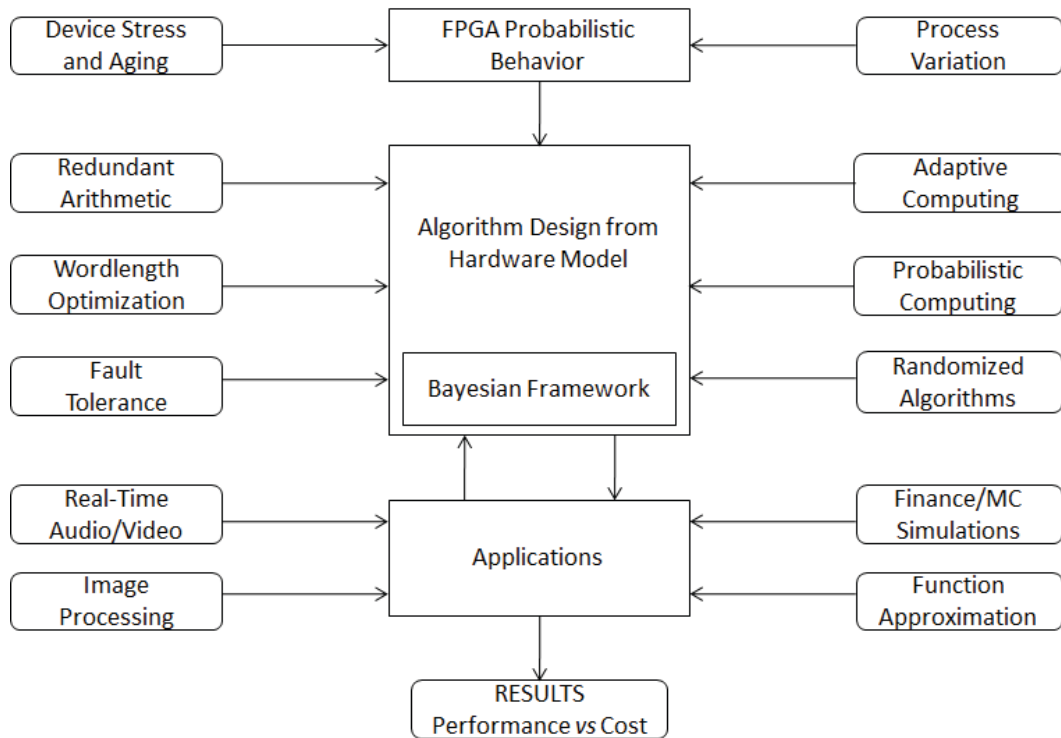 Device Stress
and Aging
FPGA Probabilistic
Behavior
Process
Variation
Redundant
Arithmetic
Adaptive
Computing
Algorithm Design from
Hardware Model
Wordlength
Optimization
Probabilistic
Computing
Fault
Tolerance
Bayesian Framework
Randomized
Algorithms
Real-Time
Audio/Video
Applications
Finance/MC
Simulations
Image
Processing
Function
Approximation
RESULTS
Performance vs Cost